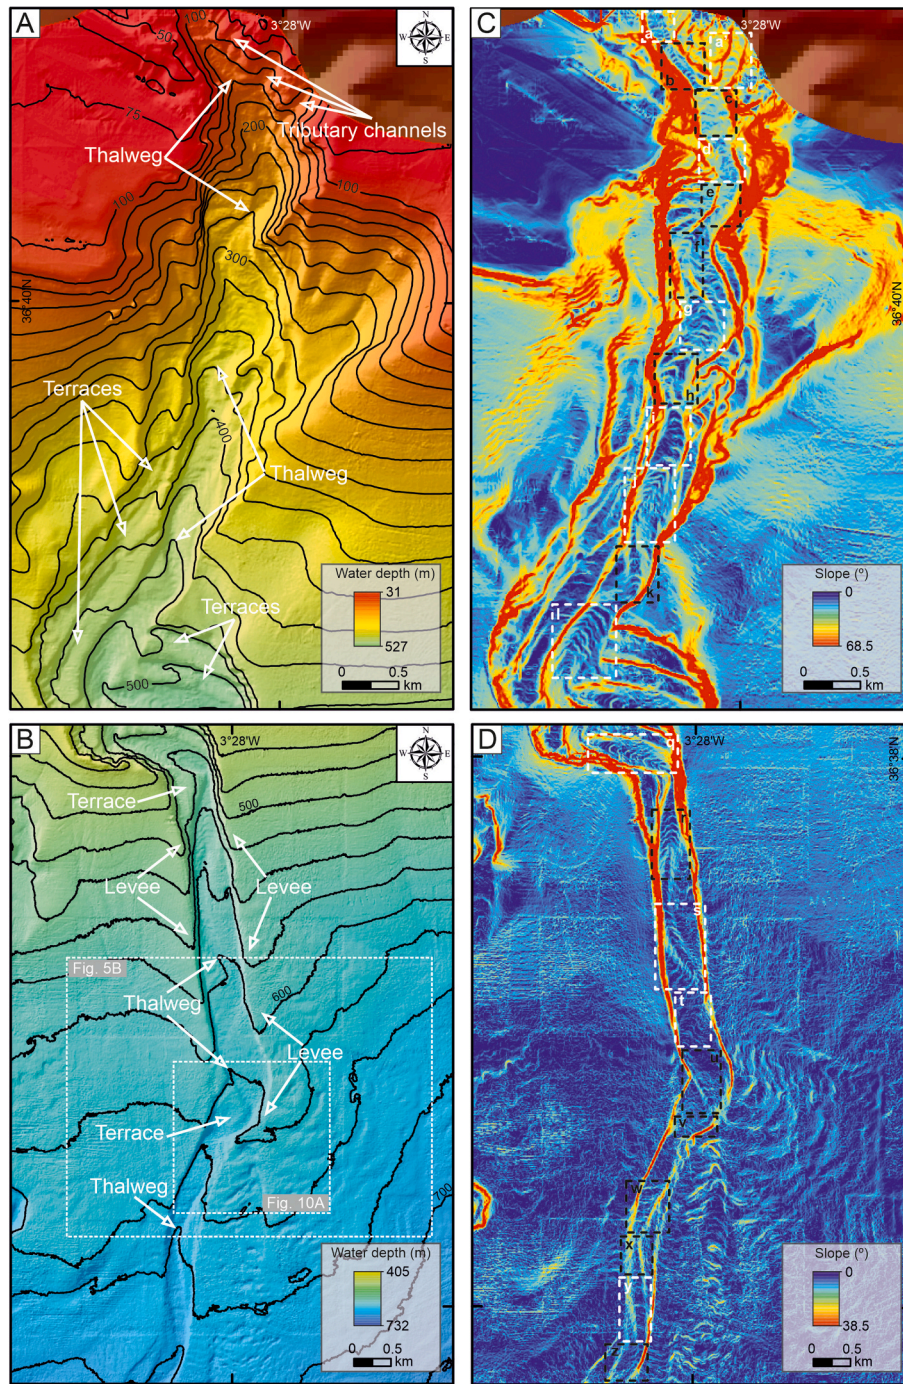 A
3°28'W
N
W
E
S
100
50
75
200
Tributary channels
Thalweg
100
100
300
36°40'N
Terraces
400
Thalweg
Terraces
500
Water depth (m)
31
527
0 0.5
km
C
3°28'W
a
a
b
c
d
e
f
g
36°40'N
h
i
j
k
l
Slope (º)
0
68.5
0 0.5
km
B
3°28'W
N
W
E
S
Terrace
500
Levee
Levee
Fig. 5B
Thalweg
600
Levee
Terrace
Thalweg
Fig. 10A
700
Water depth (m)
405
732
0 0.5
km
D
3°28'W
36°38'N
r
s
t
u
v
w
x
y
z
Slope (º)
0
38.5
0 0.5
km